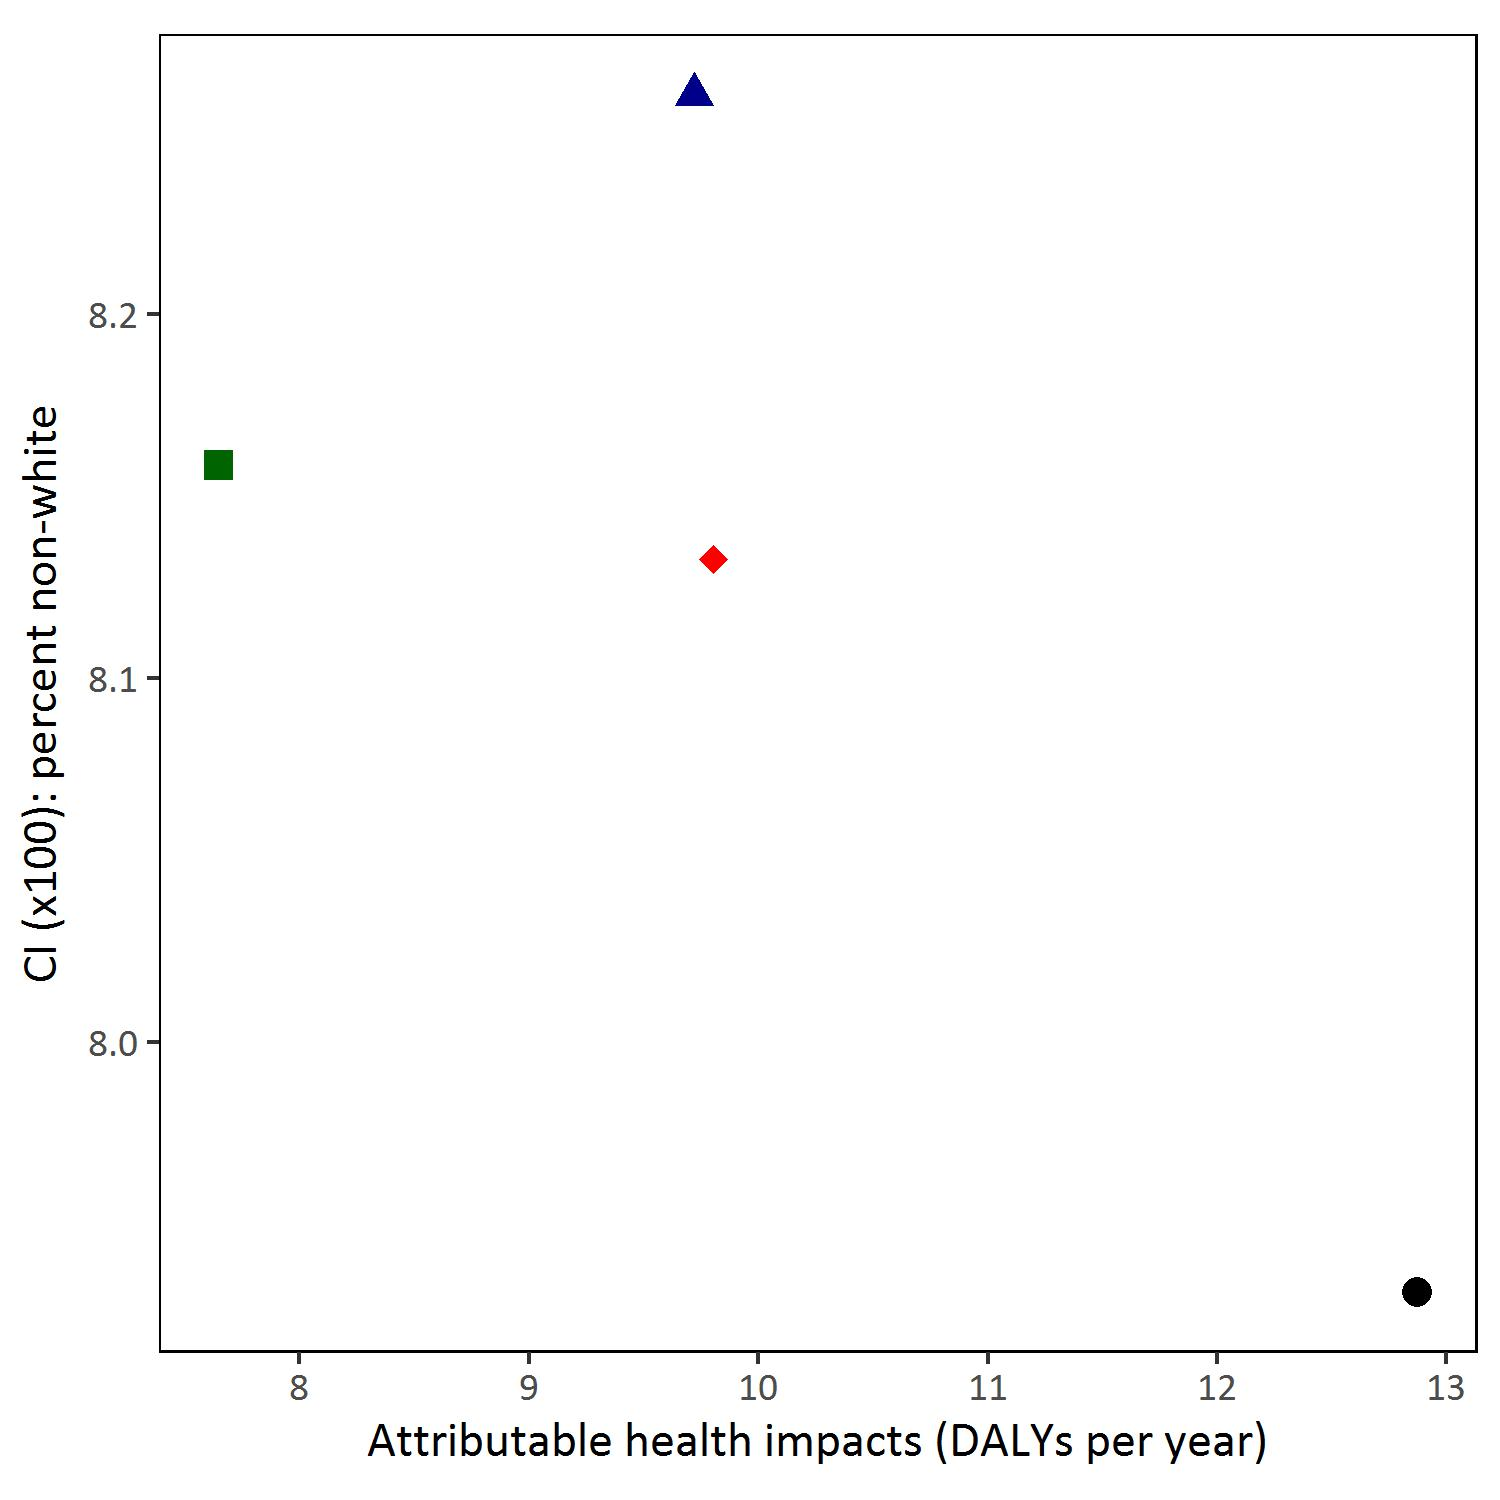 CI (x100): percent non-white
8.2
8.1
8.0
8 9 10 11 12 13
Attributable health impacts (DALYs per year)